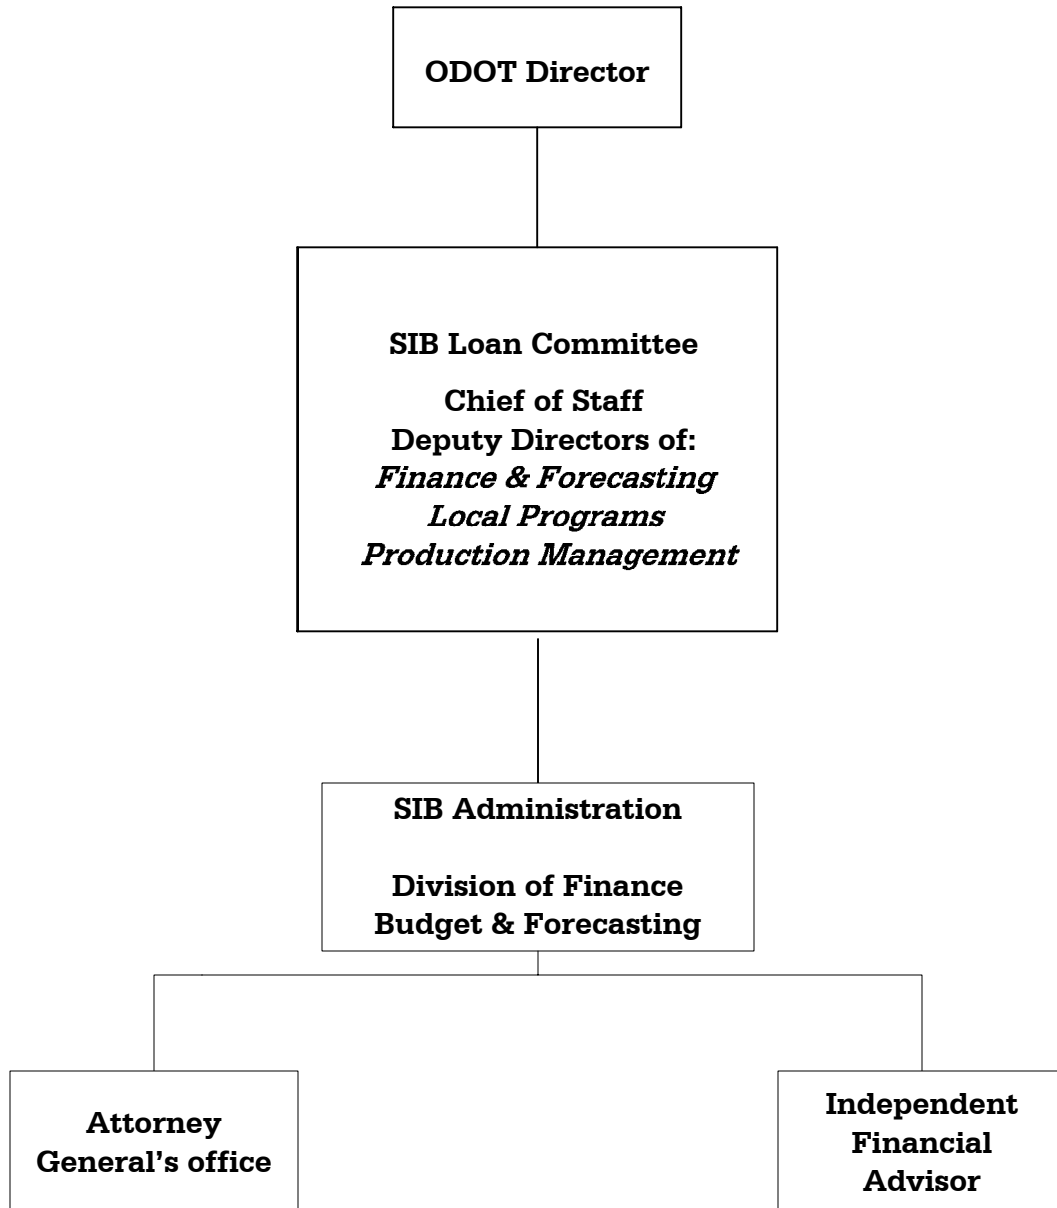 ODOT Director
SIB Loan Committee
Chief of Staff
Deputy Directors of:
Finance & Forecasting
Local Programs
Production Management
SIB Administration
Division of Finance
Budget & Forecasting
Attorney
General’s office
Independent
Financial
Advisor